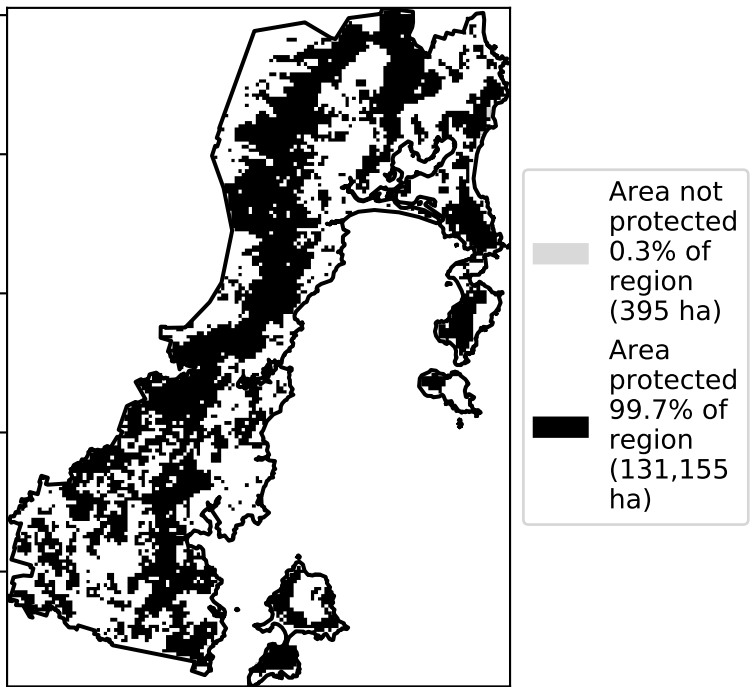 Area not
protected
0.3% of
region
(395 ha)
Area
protected
99.7% of
region
(131,155
ha)